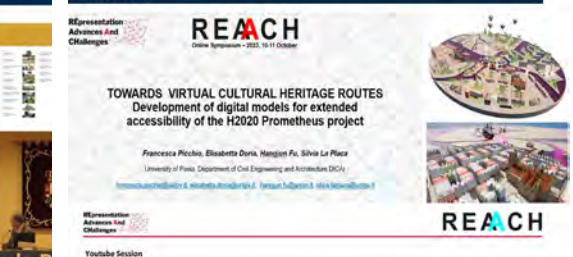 REpresentation
Advances And
CHallenges
REAACH
Online Symposium – 2023, 10-11 October
TOWARDS VIRTUAL CULTURAL HERITAGE ROUTES
Development of digital models for extended
accessibility of the H2020 Prometheus project
Francesca Picchio, Elisabetta Doria, Hangjun Fu, Silvia La Placa
University of Pavia, Department of Civil Engineering and Architecture DICAr
REpresentation
Advances And
CHallenges
REAACH
Youtube Session